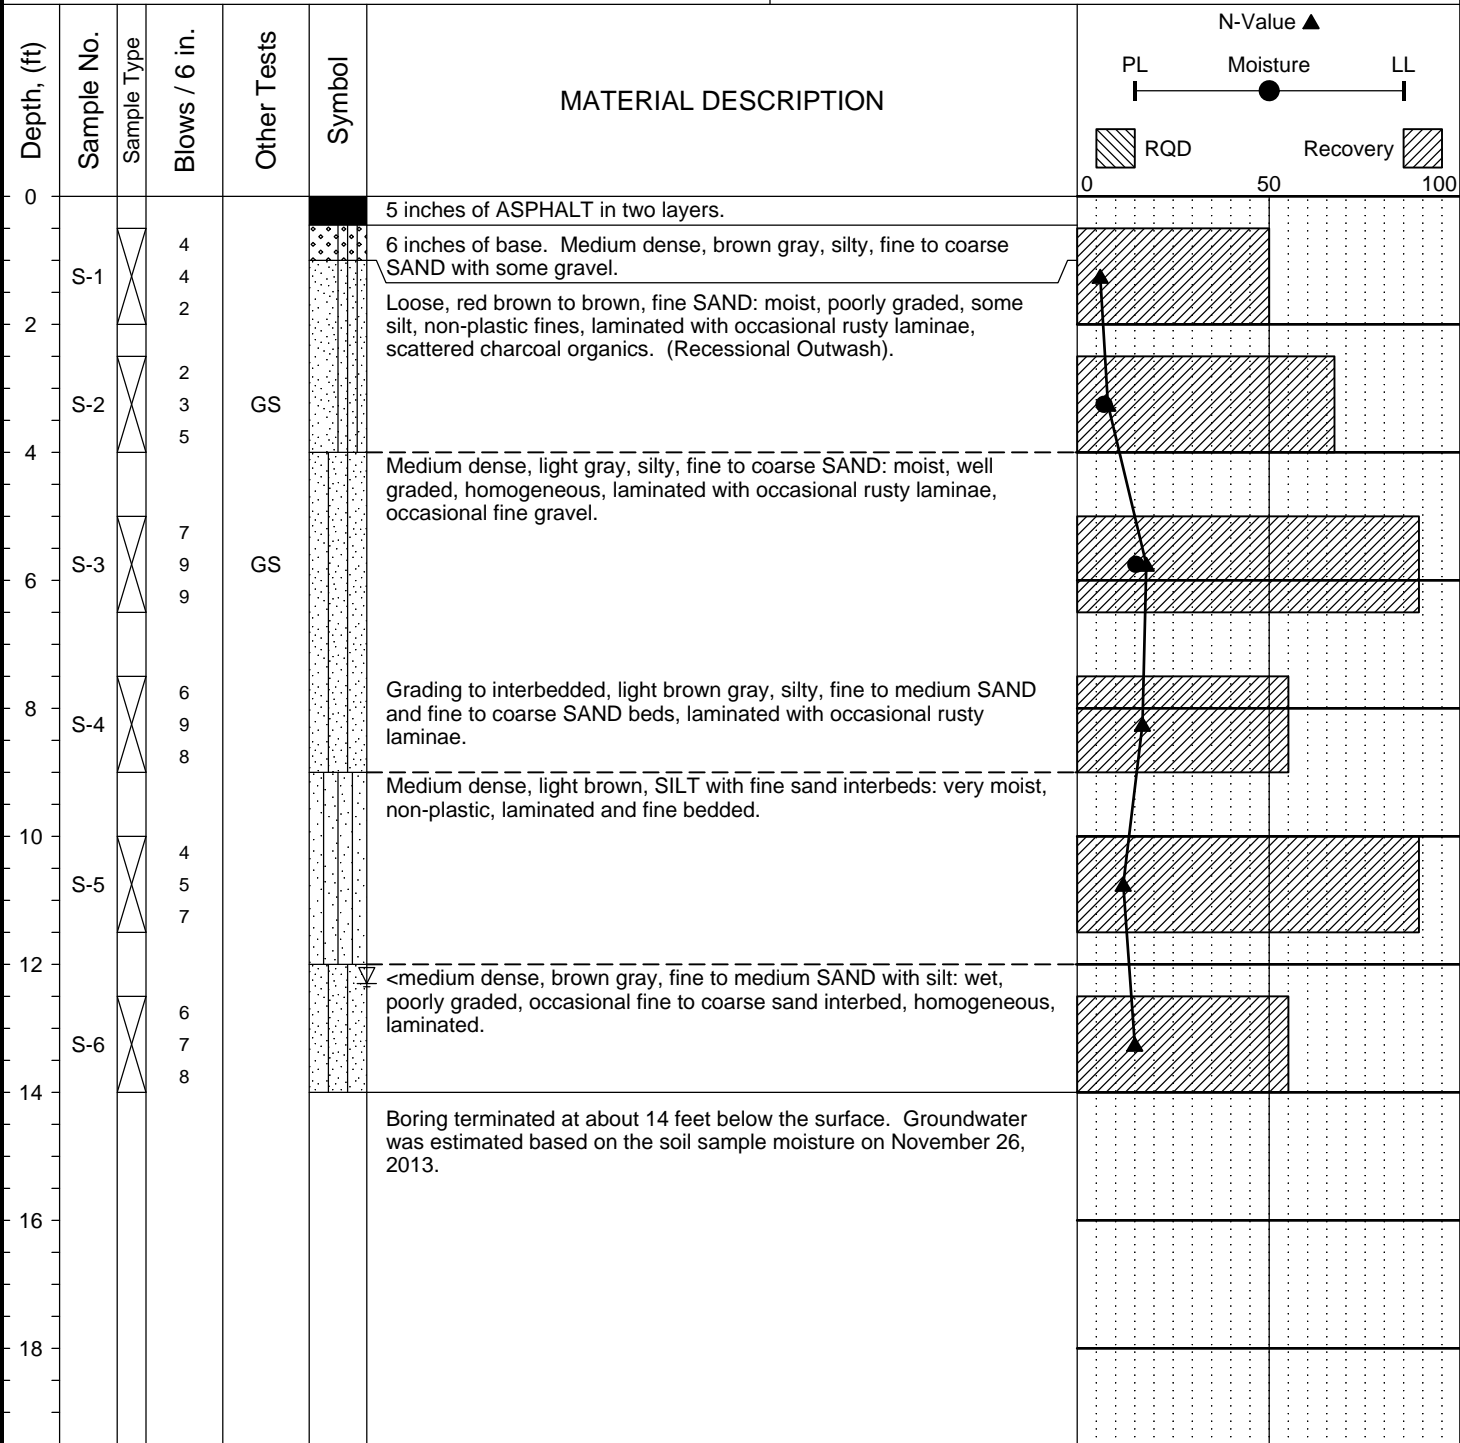 Depth, (ft)
Sample No.
Sample Type
Blows / 6 in.
Other Tests
Symbol
MATERIAL DESCRIPTION
N-Value
PL Moisture LL
RQD Recovery
0 50 100
0
5 inches of ASPHALT in two layers.
4
6 inches of base. Medium dense, brown gray, silty, fine to coarse
SAND with some gravel.
S-1 4
2
Loose, red brown to brown, fine SAND: moist, poorly graded, some
2
silt, non-plastic fines, laminated with occasional rusty laminae,
scattered charcoal organics. (Recessional Outwash).
2
S-2 3 GS
5
4
Medium dense, light gray, silty, fine to coarse SAND: moist, well
graded, homogeneous, laminated with occasional rusty laminae,
occasional fine gravel.
7
S-3 9 GS
6
9
6
Grading to interbedded, light brown gray, silty, fine to medium SAND
8
and fine to coarse SAND beds, laminated with occasional rusty
S-4 9
laminae.
8
Medium dense, light brown, SILT with fine sand interbeds: very moist,
non-plastic, laminated and fine bedded.
10
4
S-5 5
7
12
<medium dense, brown gray, fine to medium SAND with silt: wet,
poorly graded, occasional fine to coarse sand interbed, homogeneous,
laminated.
6
S-6 7
8
14
Boring terminated at about 14 feet below the surface. Groundwater
was estimated based on the soil sample moisture on November 26,
2013.
16
18